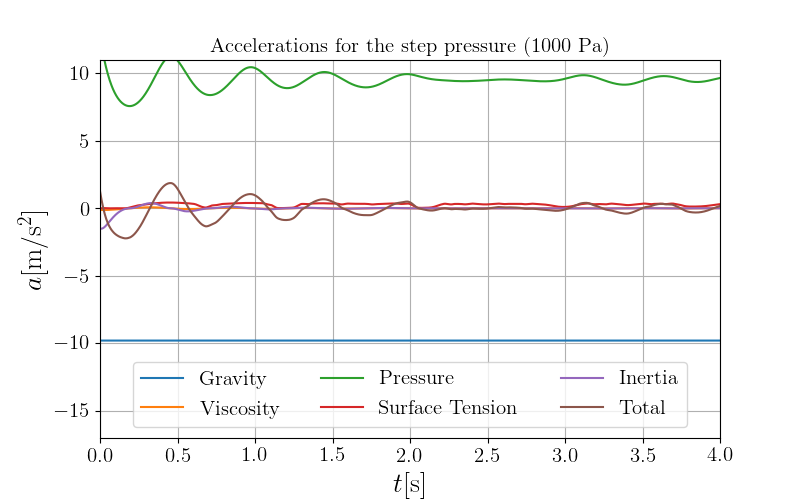 Accelerations for the step pressure (1000 Pa)
10
5
0
−5
−10
−15
a[m/s²]
Gravity Pressure Inertia
Viscosity Surface Tension Total
0.0 0.5 1.0 1.5 2.0 2.5 3.0 3.5 4.0
t[s]